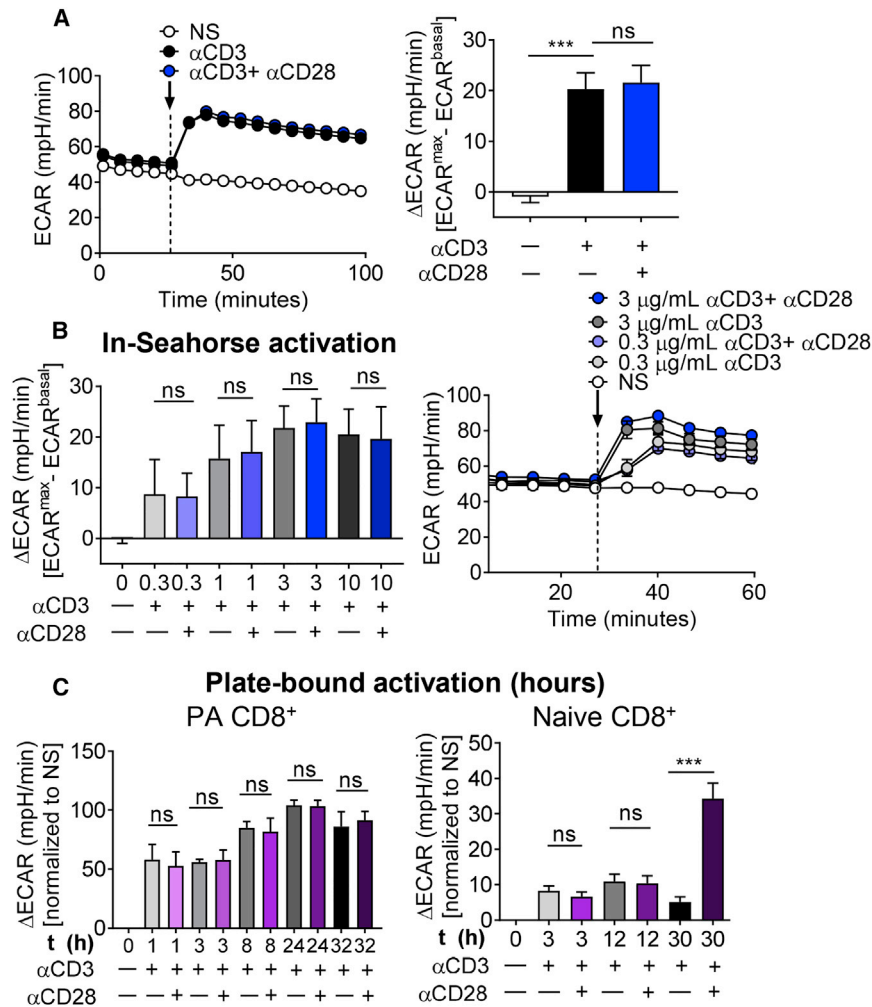 A
NS
αCD3
αCD3+ αCD28
ECAR (mpH/min)
100
80
60
40
20
0
0
50
100
Time (minutes)
ΔECAR (mpH/min)
[ECARmax- ECARbasal]
30
20
10
0
***
ns
αCD3 — + +
αCD28 — — +
3 µg/mL αCD3+ αCD28
3 µg/mL αCD3
0.3 µg/mL αCD3+ αCD28
0.3 µg/mL αCD3
NS
B
In-Seahorse activation
ΔECAR (mpH/min)
[ECARmax- ECARbasal]
30
20
10
0
ns ns ns ns
0 0.3 0.3 1 1 3 3 10 10
αCD3 — + + + + + + + +
αCD28 — — + — + — + — +
ECAR (mpH/min)
100
80
60
40
20
0
20 40 60
Time (minutes)
C
Plate-bound activation (hours)
PA CD8+
ΔECAR (mpH/min)
[normalized to NS]
150
100
50
0
ns ns ns ns ns
t (h) 0 1 1 3 3 8 8 24 24 32 32
αCD3 — + + + + + + + + + +
αCD28 — — + — + — + — + — +
Naive CD8+
ΔECAR (mpH/min)
[normalized to NS]
50
40
30
20
10
0
ns ns ***
t (h) 0 3 3 12 12 30 30
αCD3 — + + + + + +
αCD28 — — + — + — +